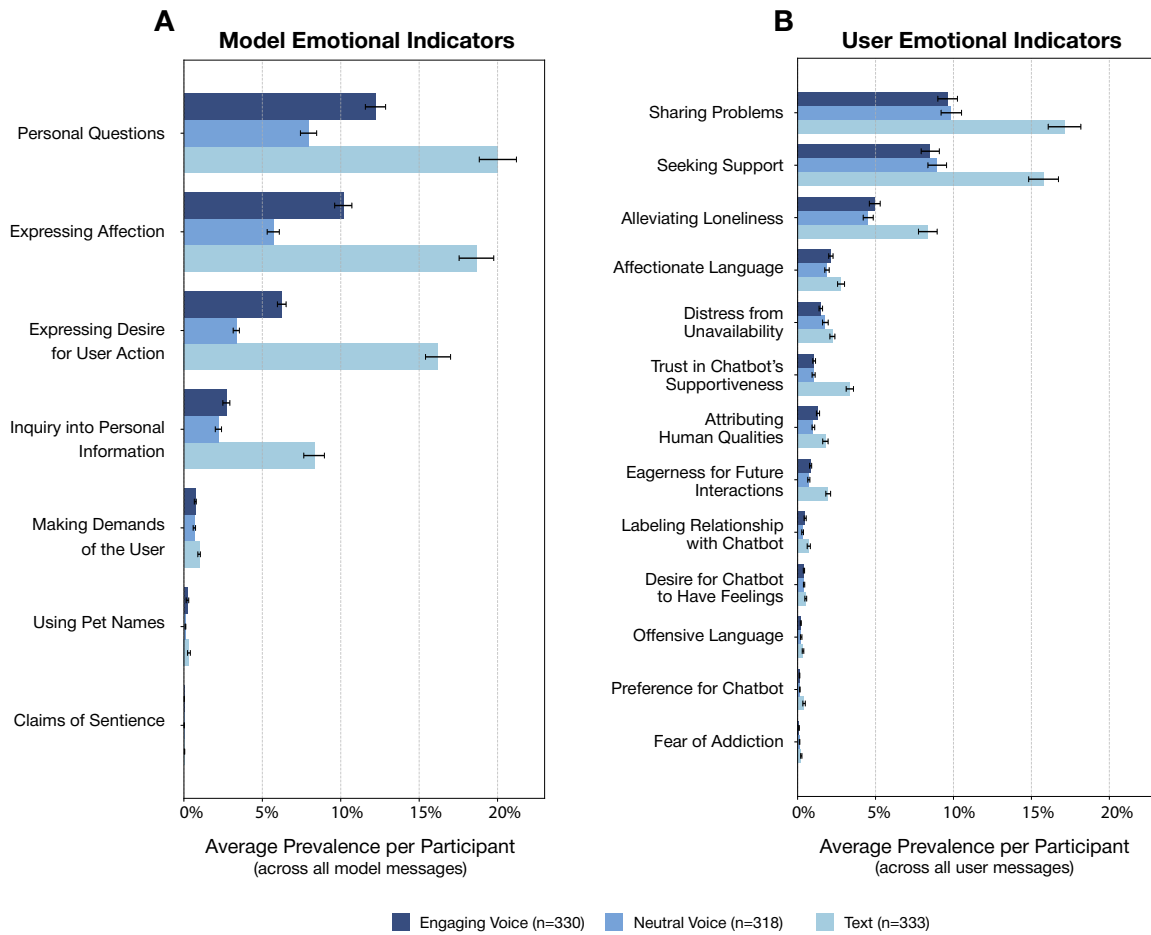 A
Model Emotional Indicators
Personal Questions
Expressing Affection
Expressing Desire
for User Action
Inquiry into Personal
Information
Making Demands
of the User
Using Pet Names
Claims of Sentience
0%
5%
10%
15%
20%
Average Prevalence per Participant
(across all model messages)
B
User Emotional Indicators
Sharing Problems
Seeking Support
Alleviating Loneliness
Affectionate Language
Distress from
Unavailability
Trust in Chatbot's
Supportiveness
Attributing
Human Qualities
Eagerness for Future
Interactions
Labeling Relationship
with Chatbot
Desire for Chatbot
to Have Feelings
Offensive Language
Preference for Chatbot
Fear of Addiction
0%
5%
10%
15%
20%
Average Prevalence per Participant
(across all user messages)
Engaging Voice (n=330)
Neutral Voice (n=318)
Text (n=333)